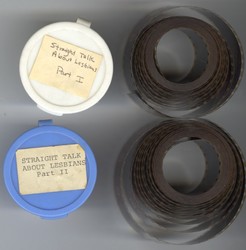 Straight Talk
About Lesbians
Part I
STRAIGHT TALK
ABOUT LESBIANS
Part II